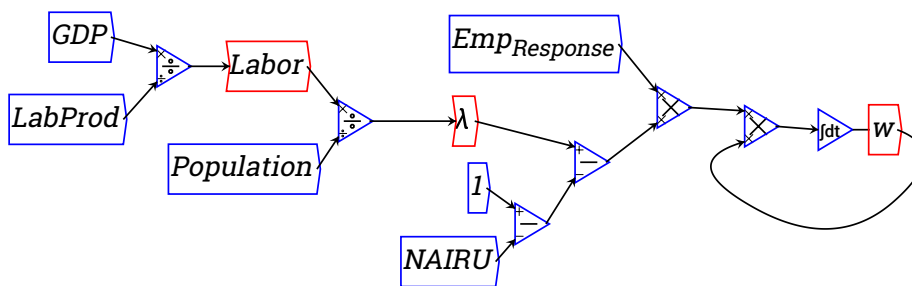 GDP
LabProd
×
÷
÷
Labor
Population
×
÷
÷
λ
Emp_Response
1
NAIRU
+
−
−
+
−
−
×
×
×
×
×
×
∫dt
w